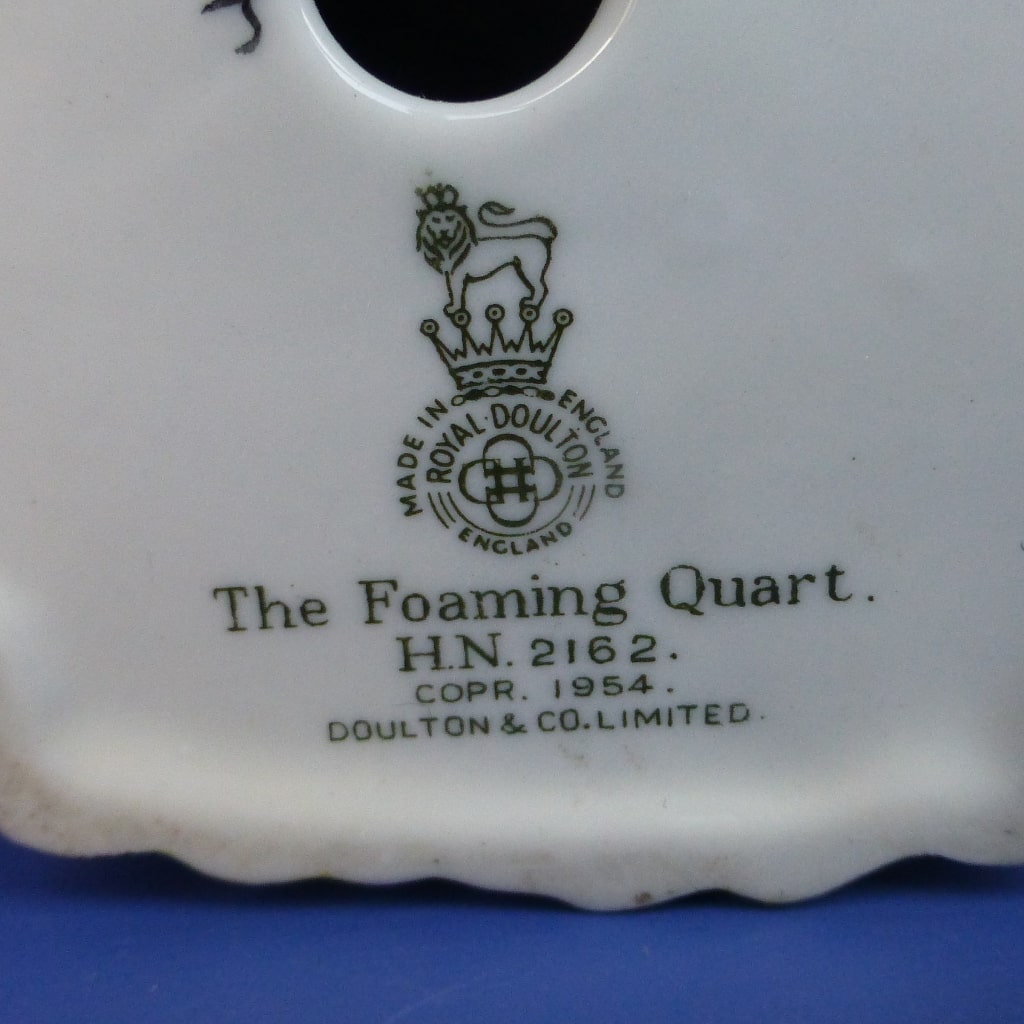 MADE IN ENGLAND
ROYAL·DOULTON
ENGLAND
The Foaming Quart.
H.N. 2162.
COPR. 1954.
DOULTON & CO. LIMITED.